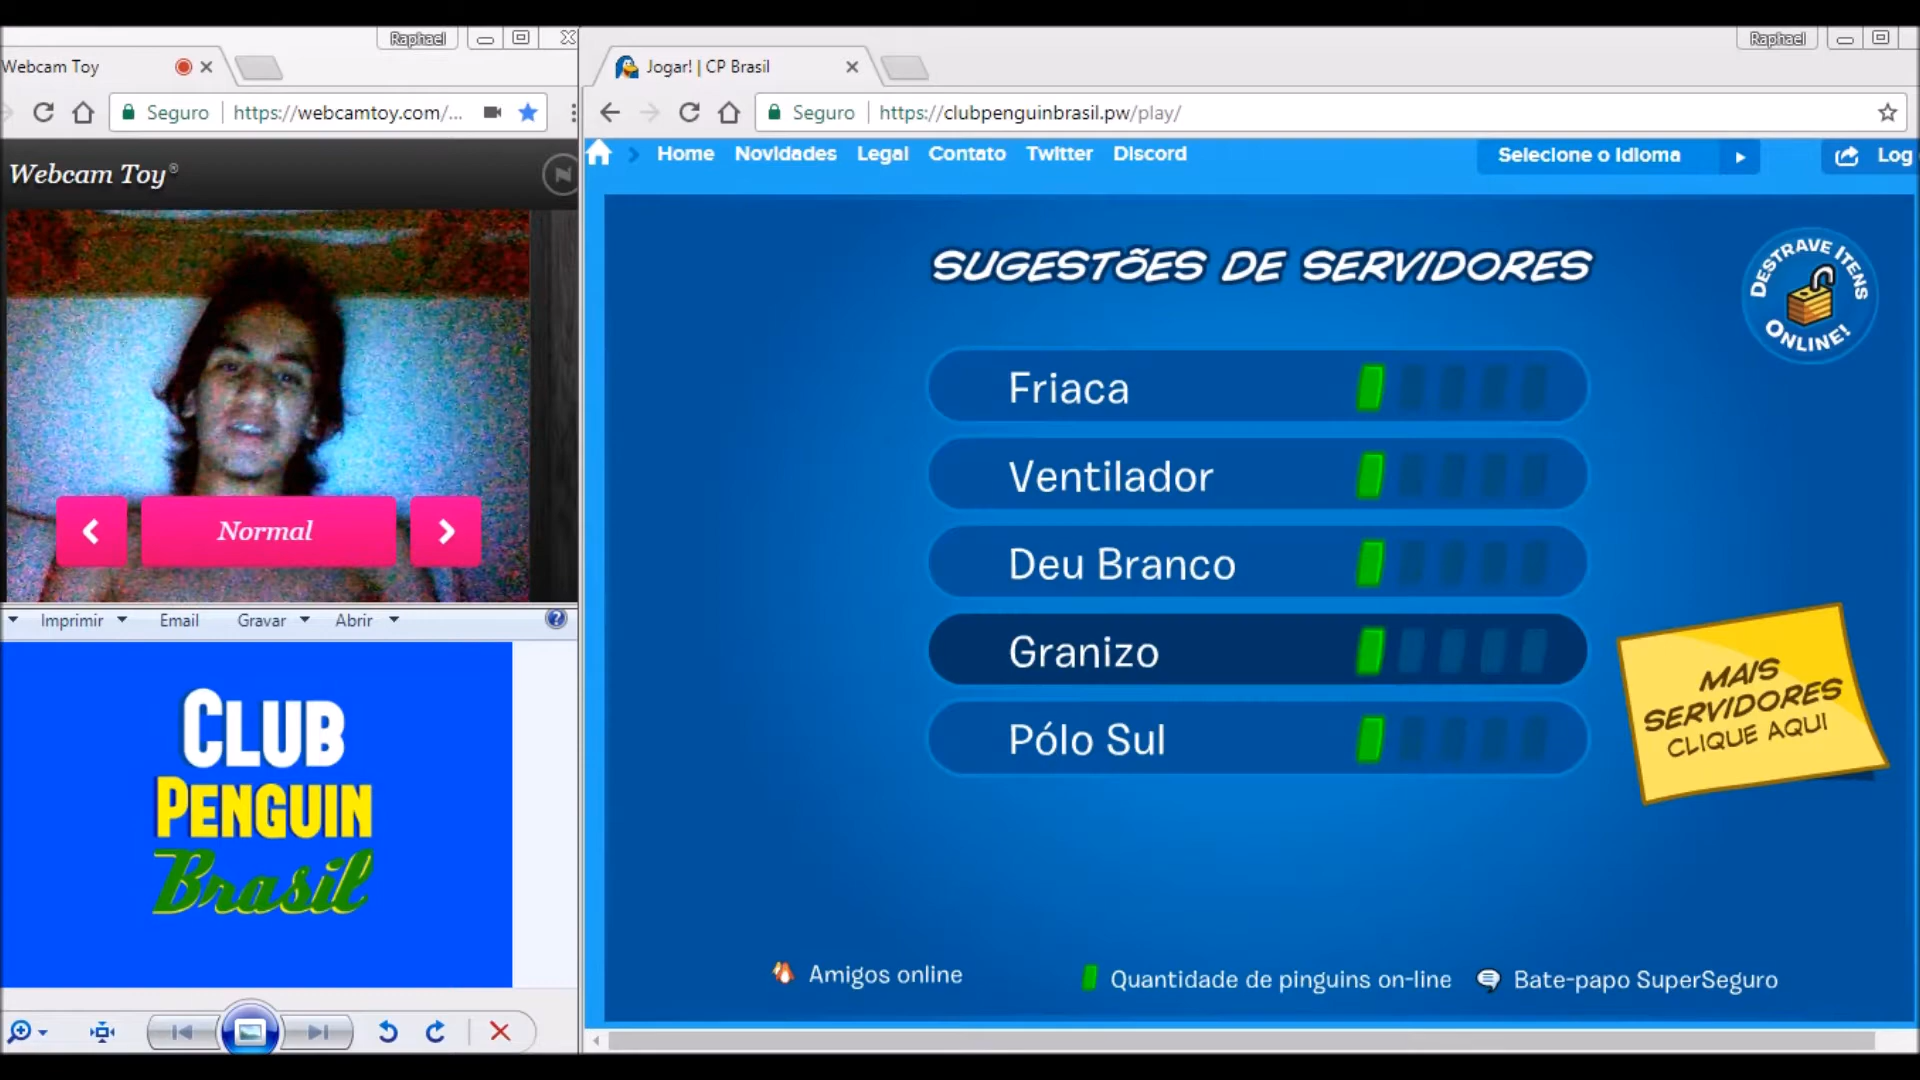 Raphael
Webcam Toy
Seguro
https://webcamtoy.com/...
Webcam Toy®
Normal
Imprimir
Email
Gravar
Abrir
CLUB
PENGUIN
Brasil
Raphael
Jogar! | CP Brasil
Seguro
https://clubpenguinbrasil.pw/play/
Home
Novidades
Legal
Contato
Twitter
Discord
Selecione o Idioma
Log
SUGESTÕES DE SERVIDORES
DESTRAVE ITENS
ONLINE!
Friaca
Ventilador
Deu Branco
Granizo
Pólo Sul
MAIS
SERVIDORES
CLIQUE AQUI
Amigos online
Quantidade de pinguins on-line
Bate-papo SuperSeguro